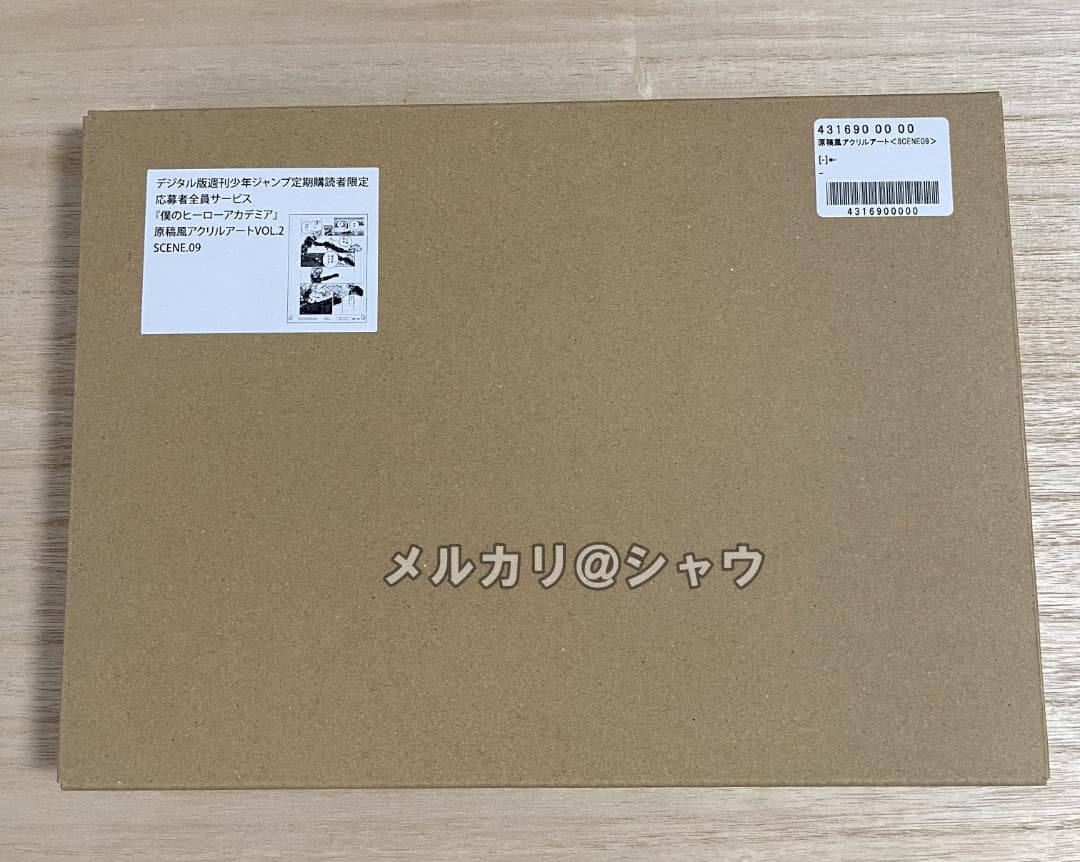 デジタル版週刊少年ジャンプ定期購読者限定
応募者全員サービス
『僕のヒーローアカデミア』
原稿風アクリルアートVOL.2
SCENE.09
431690 00 00
原稿風アクリルアート<SCENE09>
4316900000
メルカリ@シャウ